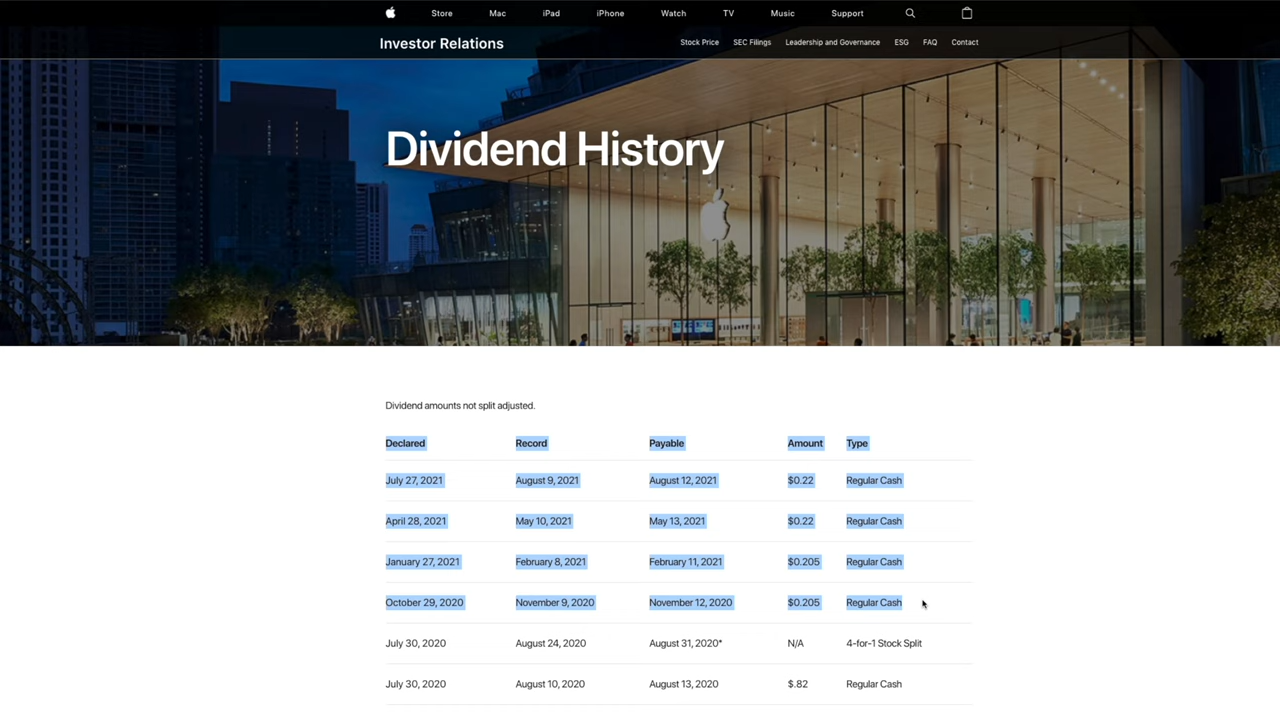 Store Mac iPad iPhone Watch TV Music Support
Investor Relations Stock Price SEC Filings Leadership and Governance ESG FAQ Contact
Dividend History
Dividend amounts not split adjusted.
Declared Record Payable Amount Type
July 27, 2021 August 9, 2021 August 12, 2021 $0.22 Regular Cash
April 28, 2021 May 10, 2021 May 13, 2021 $0.22 Regular Cash
January 27, 2021 February 8, 2021 February 11, 2021 $0.205 Regular Cash
October 29, 2020 November 9, 2020 November 12, 2020 $0.205 Regular Cash
July 30, 2020 August 24, 2020 August 31, 2020* N/A 4-for-1 Stock Split
July 30, 2020 August 10, 2020 August 13, 2020 $.82 Regular Cash